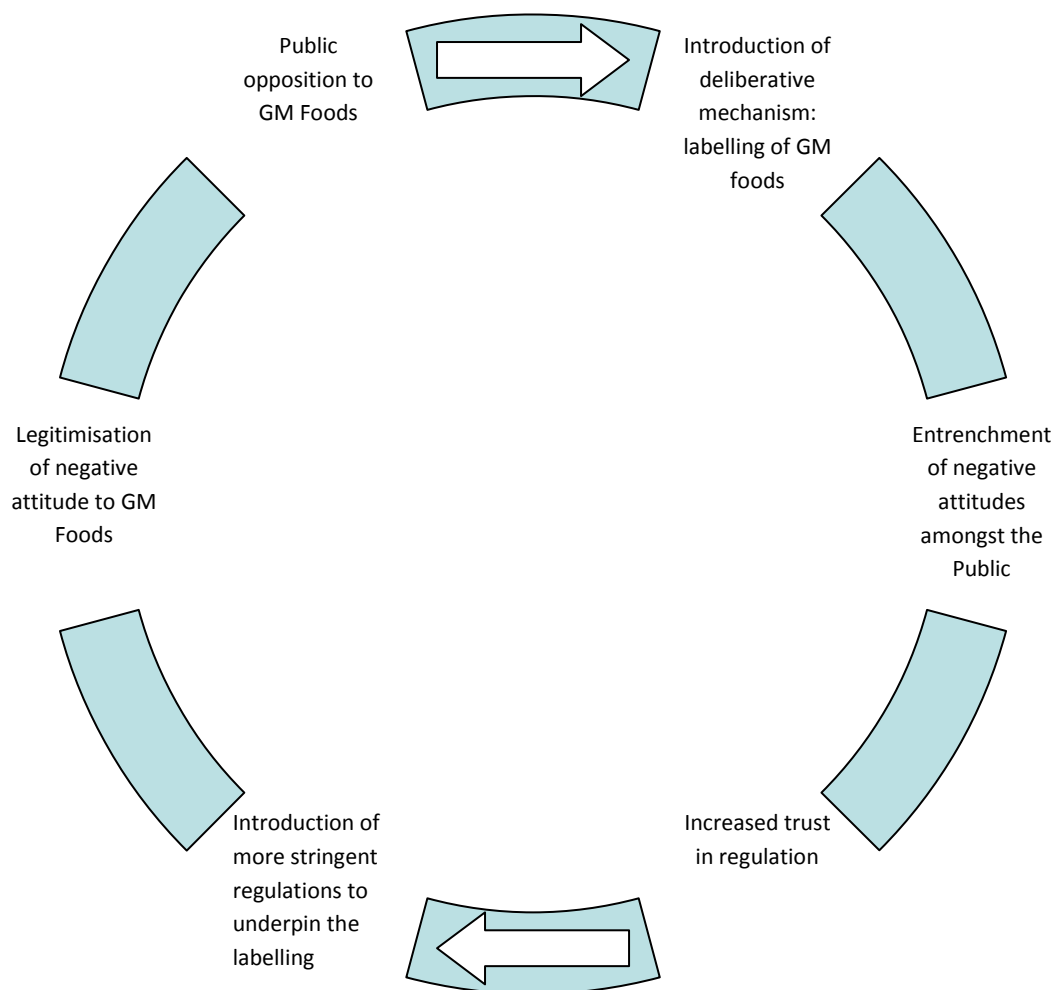 Public
opposition to
GM Foods
Introduction of
deliberative
mechanism:
labelling of GM
foods
Entrenchment
of negative
attitudes
amongst the
Public
Increased trust
in regulation
Introduction of
more stringent
regulations to
underpin the
labelling
Legitimisation
of negative
attitude to GM
Foods